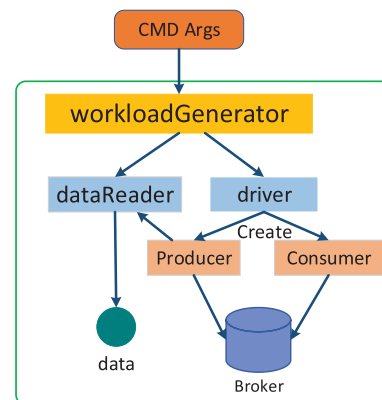 CMD Args
workloadGenerator
dataReader
driver
Create
Producer
Consumer
data
Broker